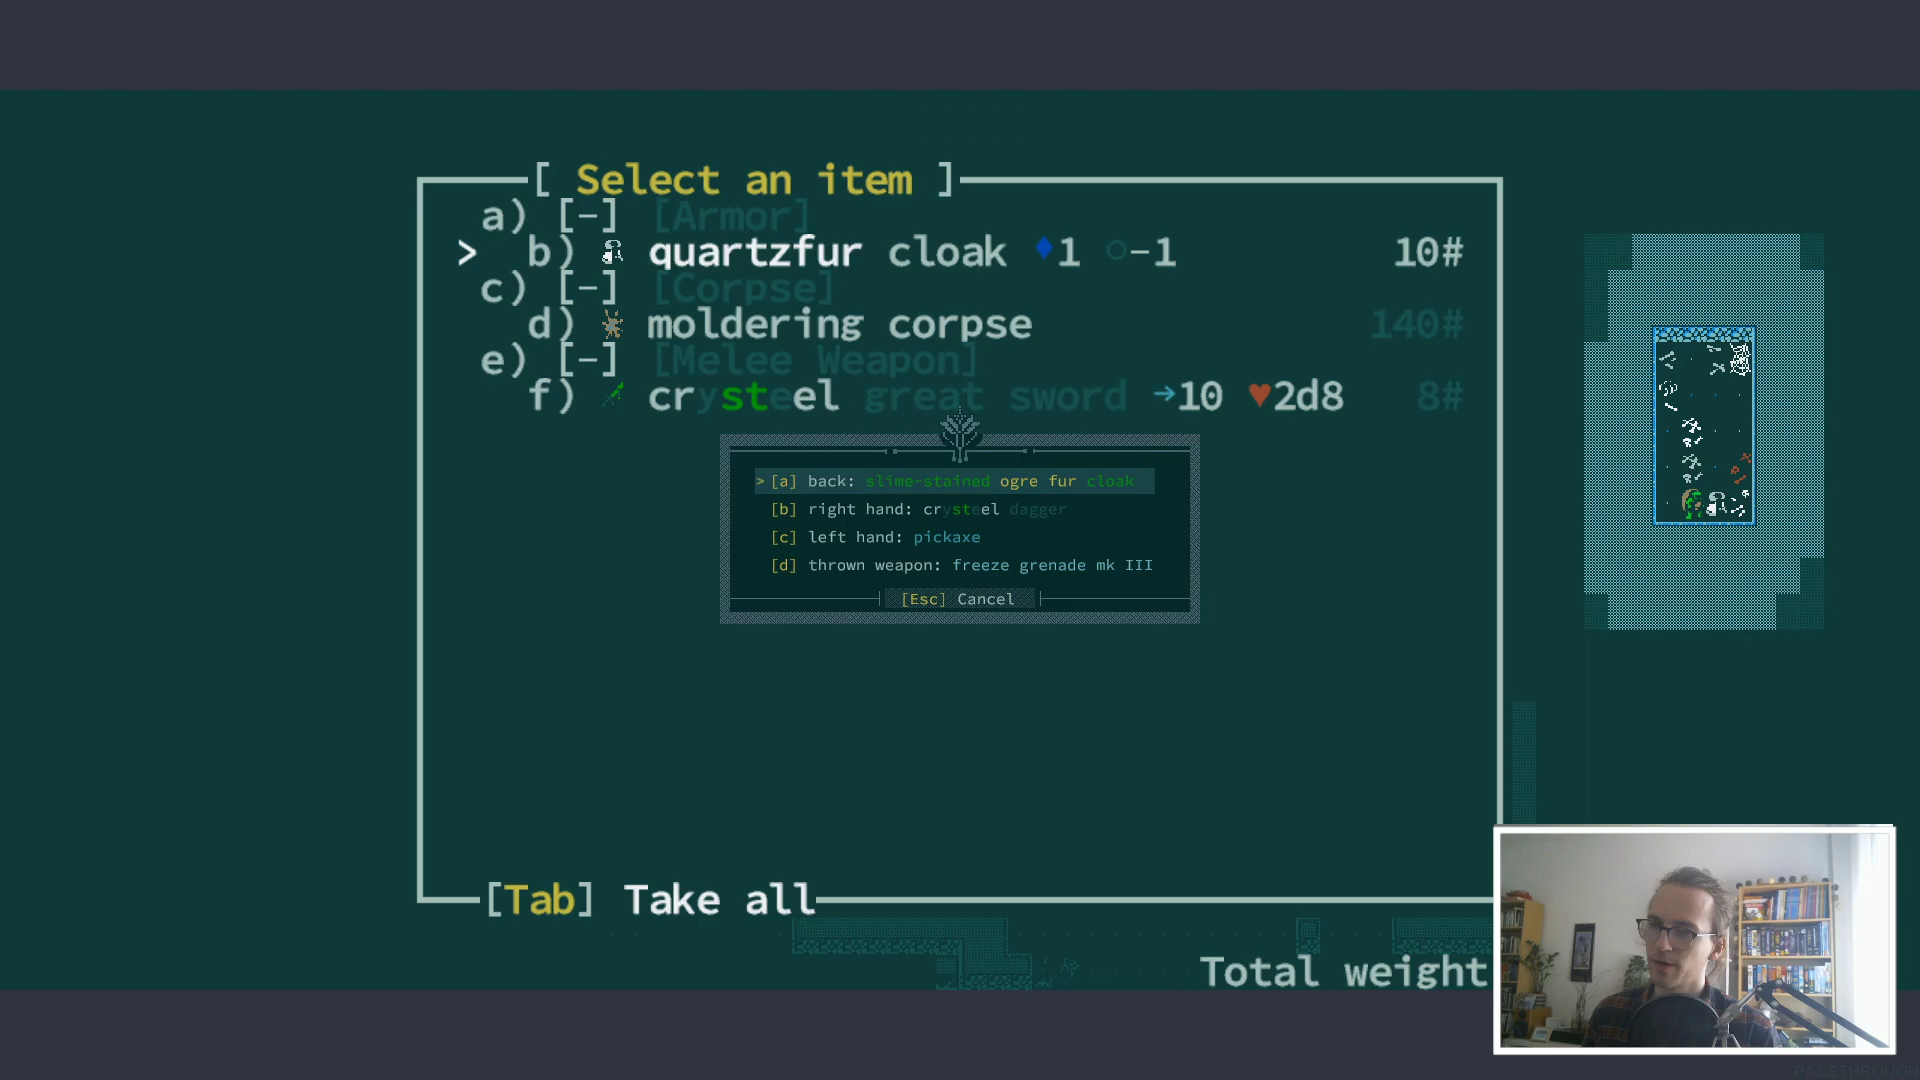 [ Select an item ]
a) [-] [Armor]
> b) quartzfur cloak ♦1 ○-1 10#
c) [-] [Corpse]
d) moldering corpse 140#
e) [-] [Melee Weapon]
f) crysteel great sword →10 ♥2d8 8#
> [a] back: slime-stained ogre fur cloak
[b] right hand: crysteel dagger
[c] left hand: pickaxe
[d] thrown weapon: freeze grenade mk III
[Esc] Cancel
[Tab] Take all
Total weight
PASSTHROUGH